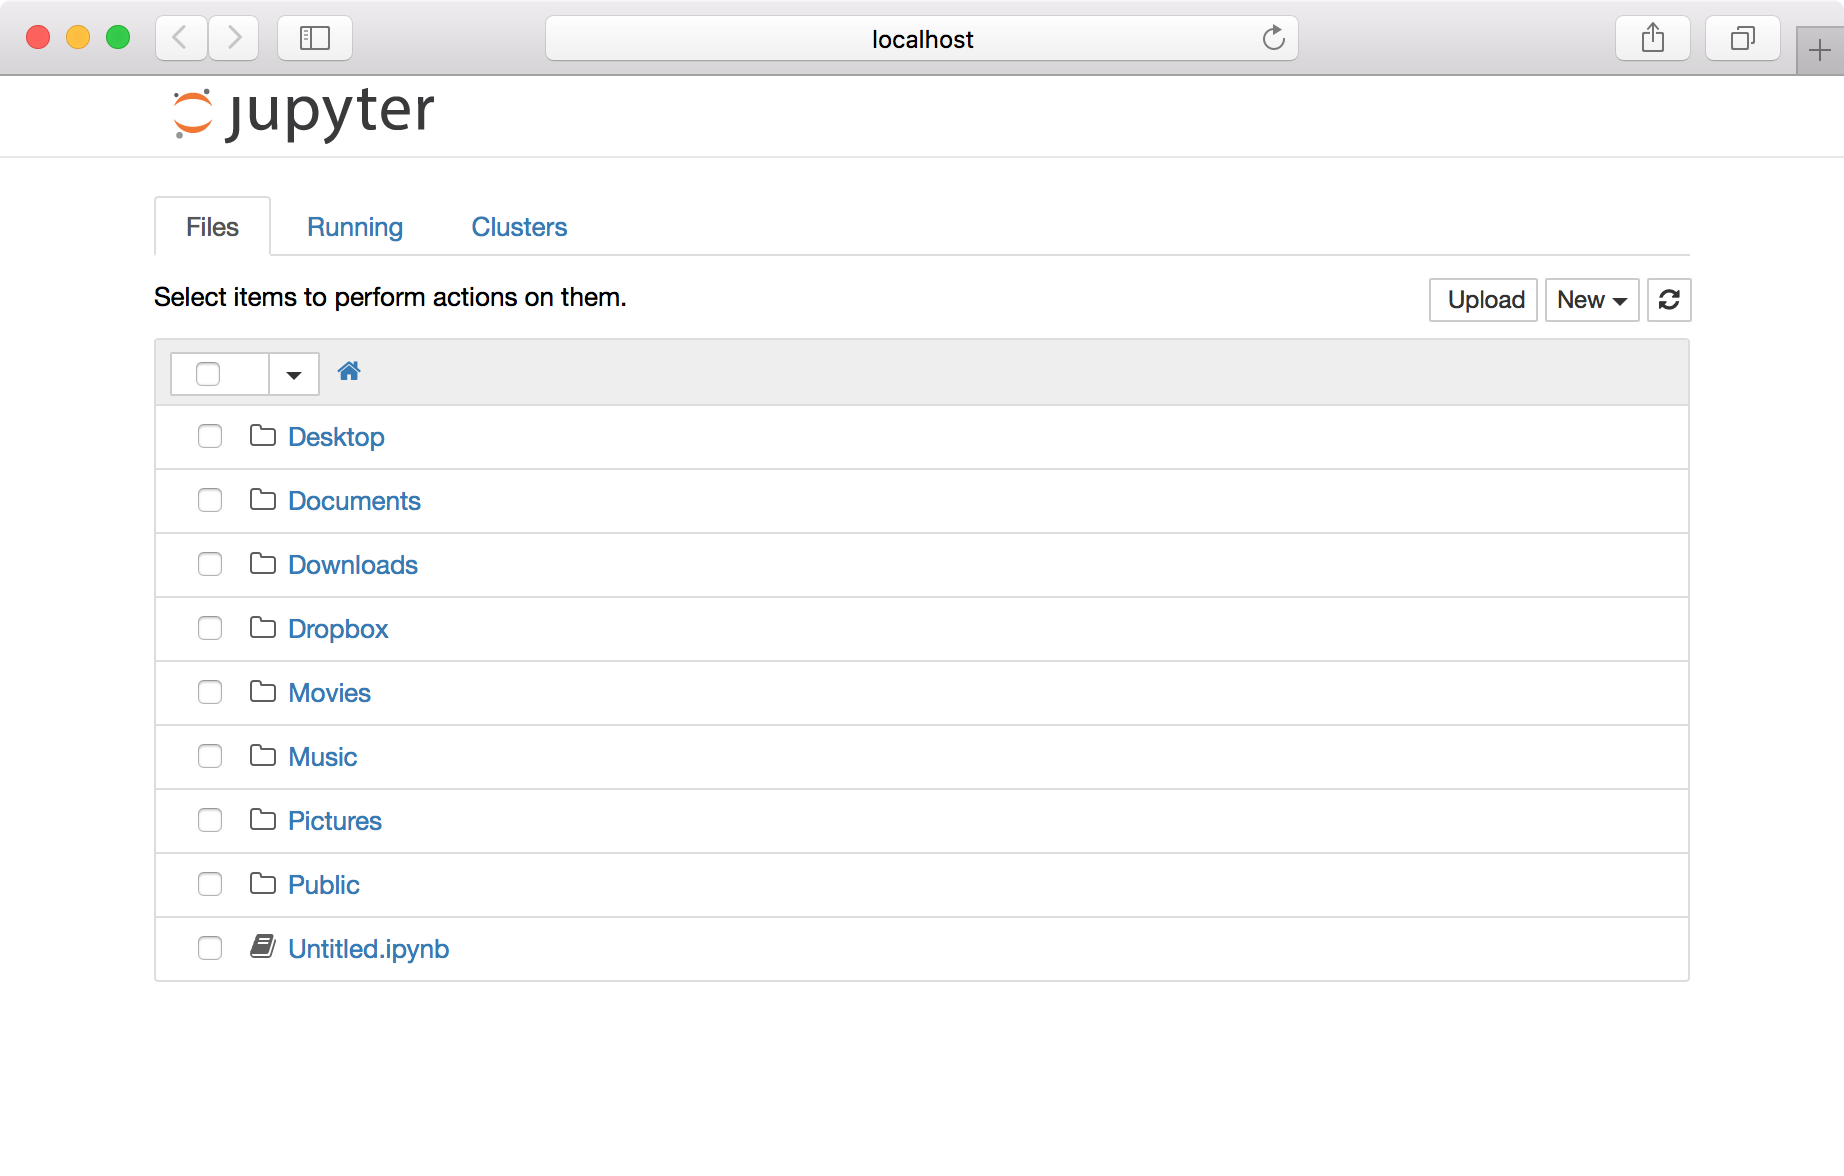 localhost
jupyter
Files Running Clusters
Select items to perform actions on them.
Upload New
Desktop
Documents
Downloads
Dropbox
Movies
Music
Pictures
Public
Untitled.ipynb